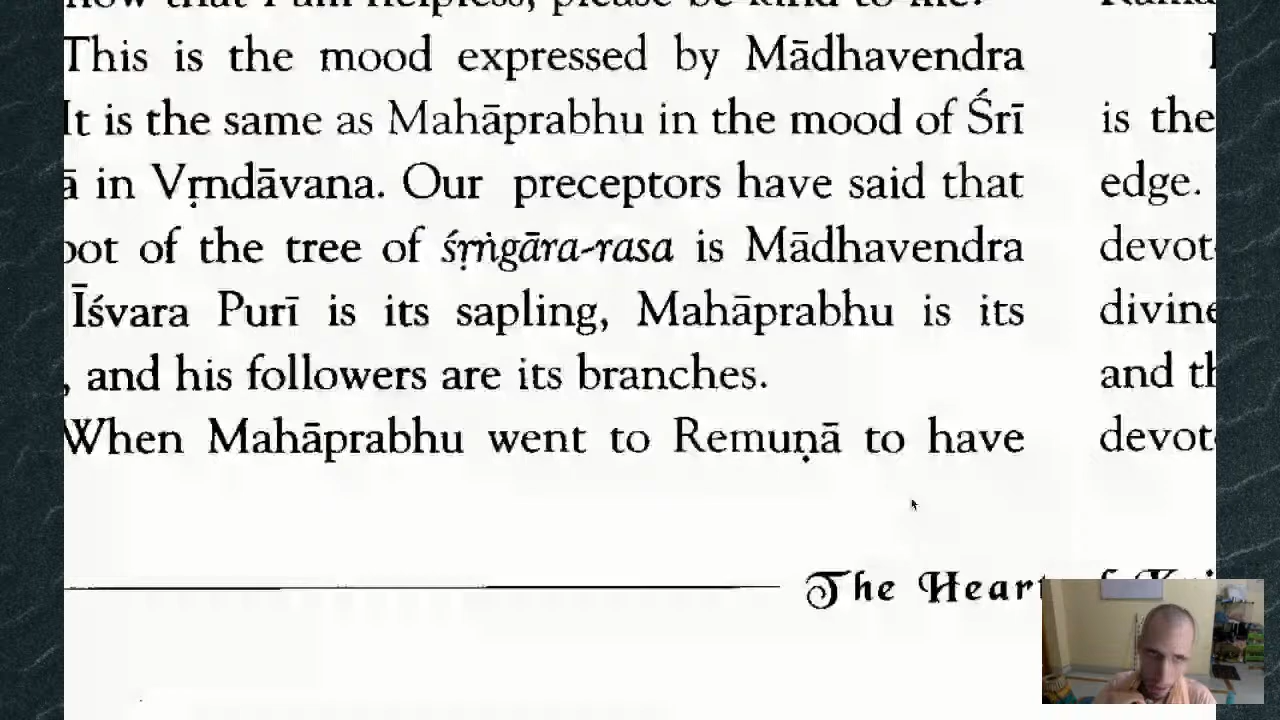 This is the mood expressed by Mādhavendra
It is the same as Mahāprabhu in the mood of Śrī
ā in Vṛndāvana. Our preceptors have said that
of the tree of śṛṅgāra-rasa is Mādhavendra
Īśvara Purī is its sapling, Mahāprabhu is its
, and his followers are its branches.
When Mahāprabhu went to Remuṇā to have
is the
edge.
devot
divine
and th
devot
The Heart